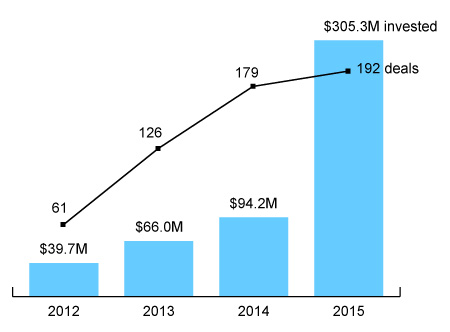 $305.3M invested
192 deals
179
126
61
$94.2M
$66.0M
$39.7M
2012 2013 2014 2015